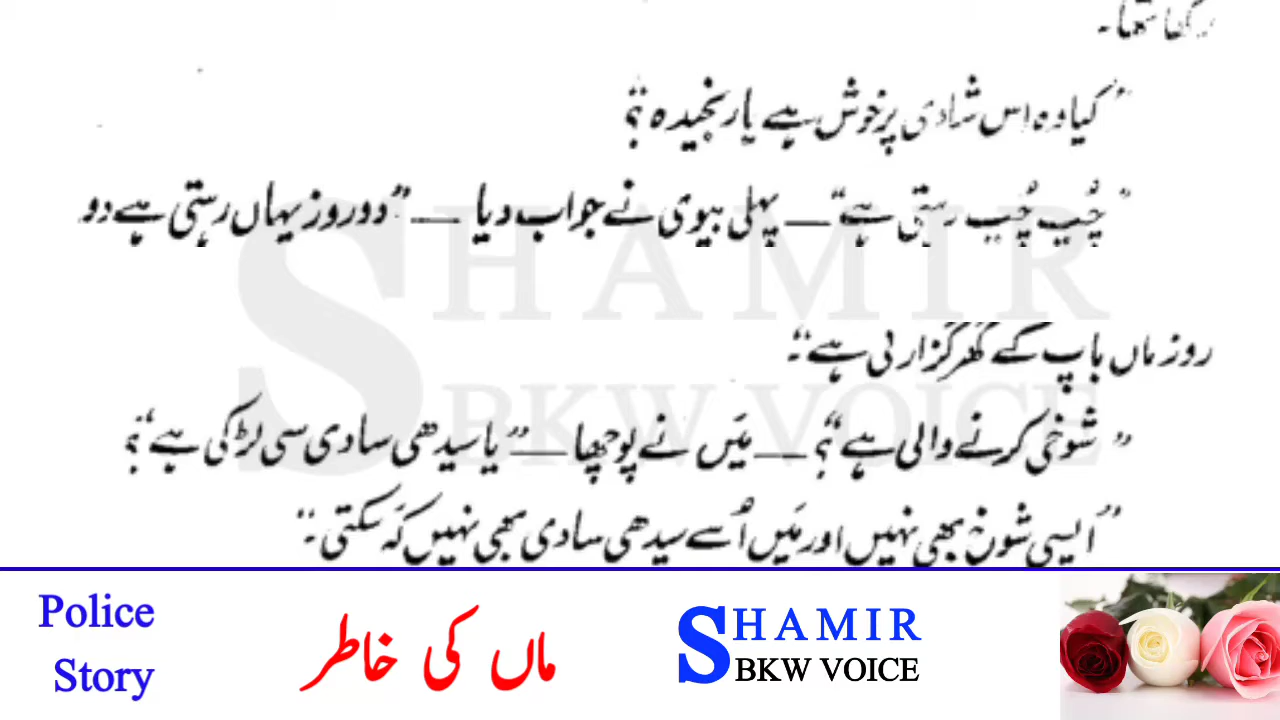 "کیا وہ اس شادی پر خوش ہے یا رنجیدہ"؟
"چُپ چُپ رہتی ہے" — پہلی بیوی نے جواب دیا — "دو روز یہاں رہتی ہے دو
روز ماں باپ کے گھر گزارتی ہے"۔
"شوخی کرنے والی ہے"؟ — مَیں نے پوچھا — "یا سیدھی سادی سی لڑکی ہے"؟
"ایسی شوخ بھی نہیں اور مَیں اُسے سیدھی سادی بھی نہیں کہہ سکتی۔"
SHAMIR
BKW VOICE
Police
Story
ماں کی خاطر
SHAMIR
BKW VOICE